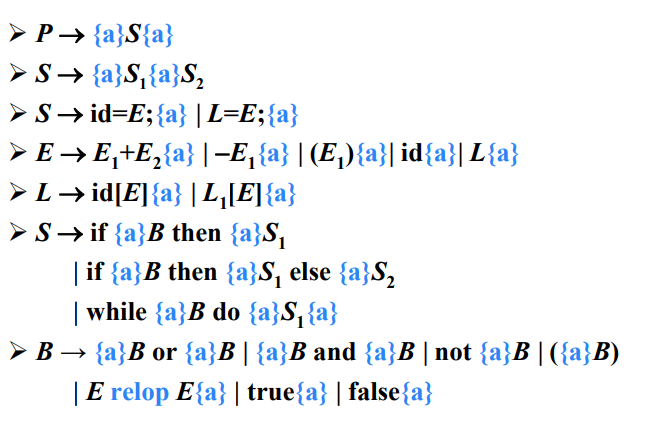 ➢ P → {a}S{a}
➢ S → {a}S₁{a}S₂
➢ S → id=E;{a} | L=E;{a}
➢ E → E₁+E₂{a} | −E₁{a} | (E₁){a}| id{a}| L{a}
➢ L → id[E]{a} | L₁[E]{a}
➢ S → if {a}B then {a}S₁
| if {a}B then {a}S₁ else {a}S₂
| while {a}B do {a}S₁{a}
➢ B → {a}B or {a}B | {a}B and {a}B | not {a}B | ({a}B)
| E relop E{a} | true{a} | false{a}